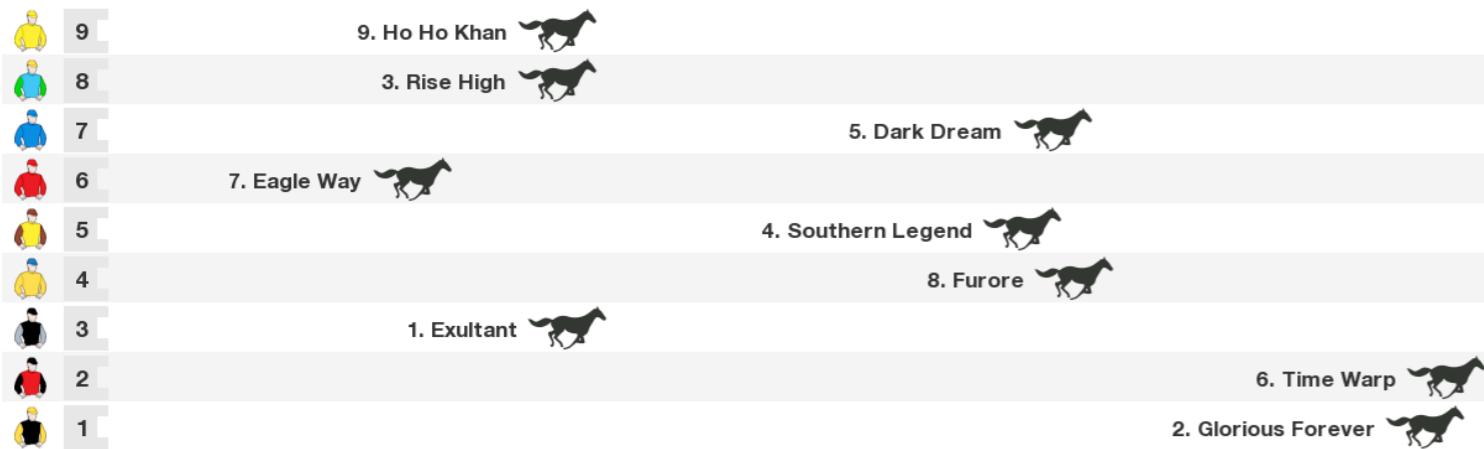 9 9. Ho Ho Khan
8 3. Rise High
7 5. Dark Dream
6 7. Eagle Way
5 4. Southern Legend
4 8. Furore
3 1. Exultant
2 6. Time Warp
1 2. Glorious Forever